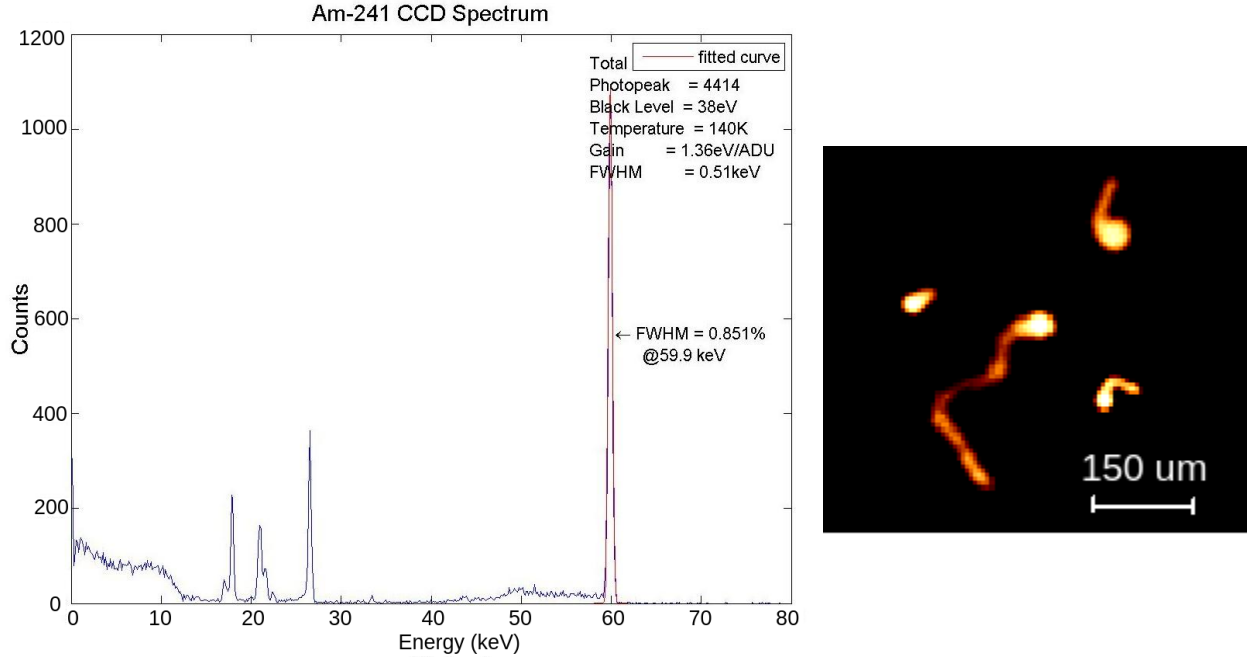 Am-241 CCD Spectrum
1200
1000
800
600
400
200
0
Counts
0 10 20 30 40 50 60 70 80
Energy (keV)
fitted curve
Total
Photopeak = 4414
Black Level = 38eV
Temperature = 140K
Gain = 1.36eV/ADU
FWHM = 0.51keV
← FWHM = 0.851%
@59.9 keV
150 um